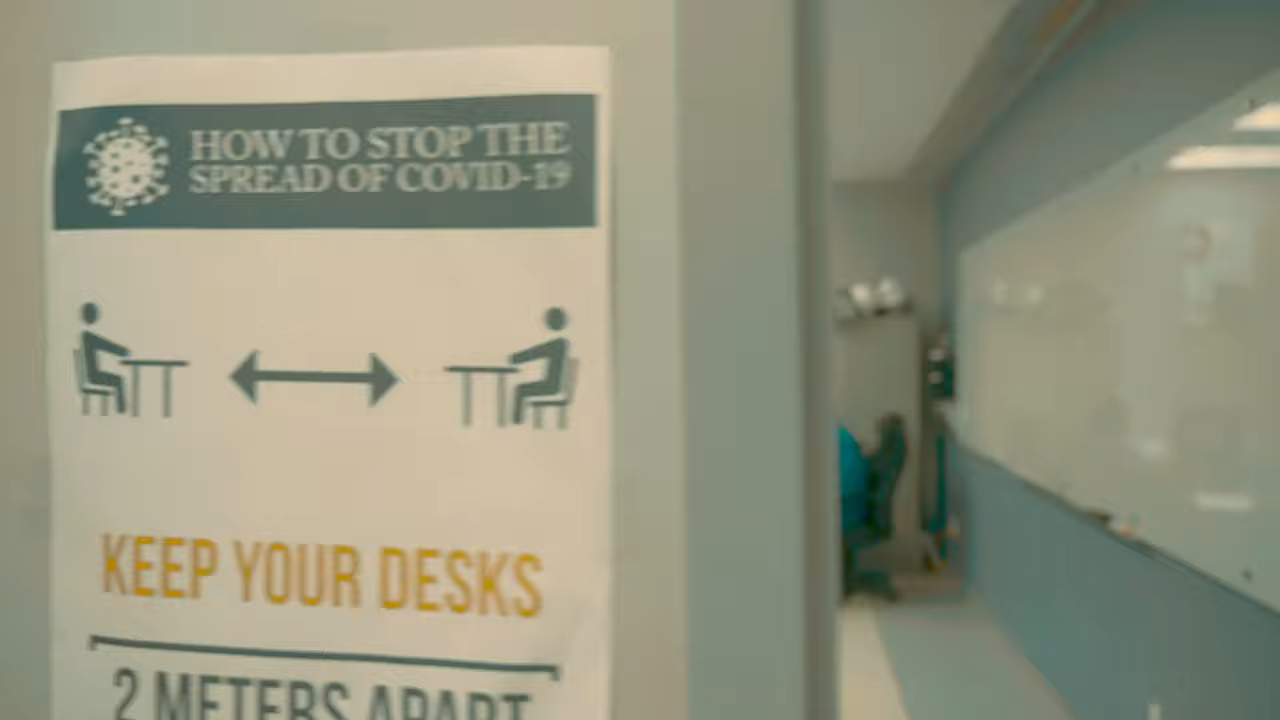 HOW TO STOP THE
SPREAD OF COVID-19
KEEP YOUR DESKS
2 METERS APART